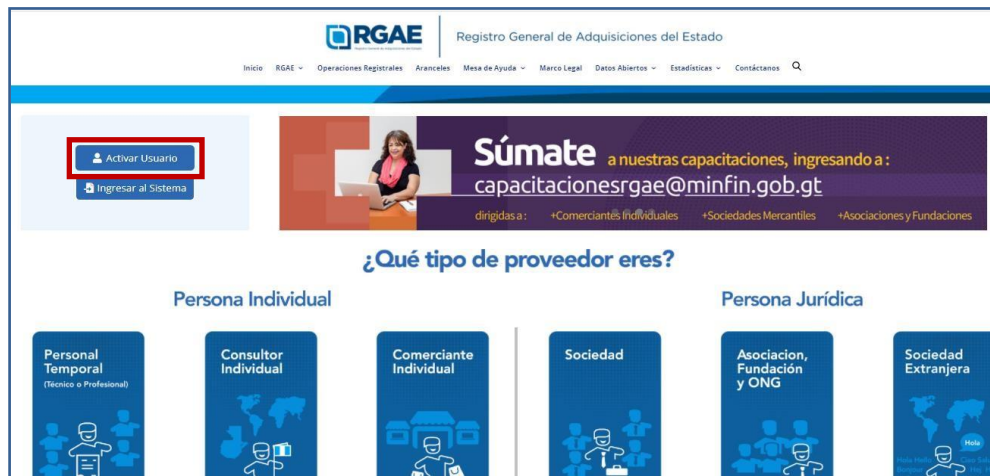 RGAE
Registro General de Adquisiciones del Estado
Inicio RGAE Operaciones Registrales Aranceles Mesa de Ayuda Marco Legal Datos Abiertos Estadísticas Contáctanos
Activar Usuario
Ingresar al Sistema
Súmate a nuestras capacitaciones, ingresando a :
capacitacionesrgae@minfin.gob.gt
dirigidas a : +Comerciantes Individuales +Sociedades Mercantiles +Asociaciones y Fundaciones
¿Qué tipo de proveedor eres?
Persona Individual
Persona Jurídica
Personal
Temporal
(Técnico o Profesional)
Consultor
Individual
Comerciante
Individual
Sociedad
Asociacion,
Fundación
y ONG
Sociedad
Extranjera
Hola